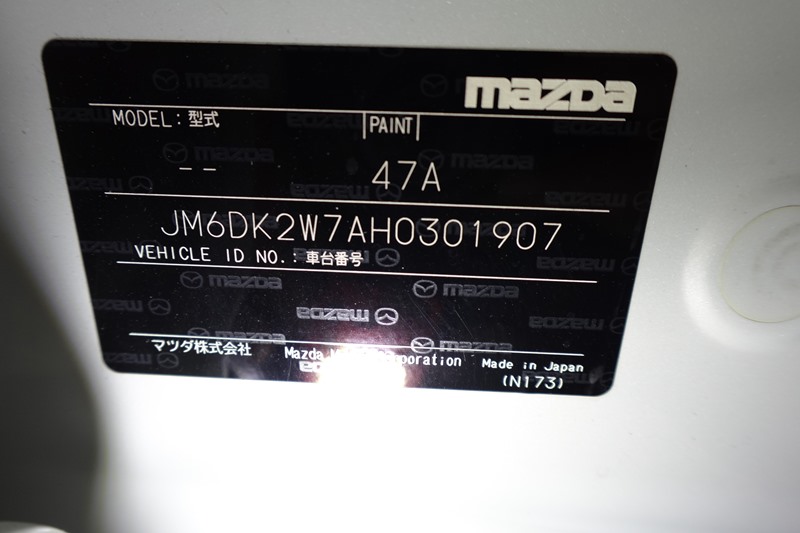 mazda
MODEL: 型式 PAINT
-- 47A
JM6DK2W7AH0301907
VEHICLE ID NO.: 車台番号
マツダ株式会社 Mazda Made in Japan
(N173)